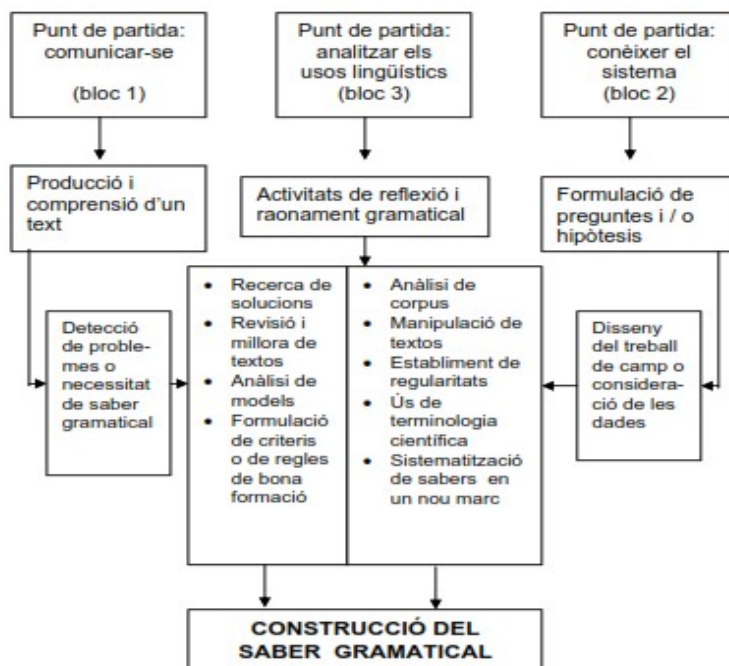 Punt de partida:
comunicar-se
(bloc 1)
Punt de partida:
analitzar els
usos lingüístics
(bloc 3)
Punt de partida:
conèixer el
sistema
(bloc 2)
Producció i
comprensió d'un
text
Activitats de reflexió i
raonament gramatical
Formulació de
preguntes i / o
hipòtesis
Detecció
de proble-
mes o
necessitat
de saber
gramatical
• Recerca de
solucions
• Revisió i
millora de
textos
• Anàlisi de
models
• Formulació
de criteris
o de regles
de bona
formació
• Anàlisi de
corpus
• Manipulació de
textos
• Establiment de
regularitats
• Ús de
terminologia
científica
• Sistematització
de sabers en
un nou marc
Disseny
del treball
de camp o
considera-
ció de les
dades
CONSTRUCCIÓ DEL
SABER GRAMATICAL